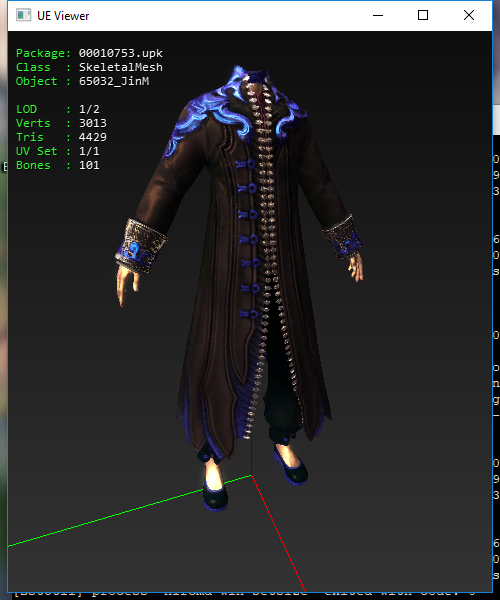 UE Viewer
Package: 00010753.upk
Class : SkeletalMesh
Object : 65032_JinM
LOD : 1/2
Verts : 3013
Tris : 4429
UV Set : 1/1
Bones : 101